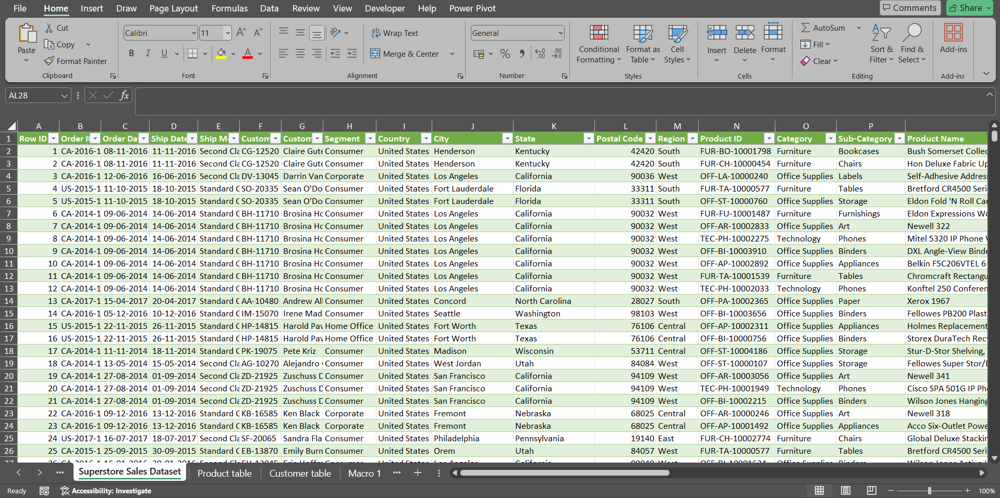 File Home Insert Draw Page Layout Formulas Data Review View Developer Help Power Pivot Comments Share
Paste Cut Copy Format Painter Clipboard
Calibri 11 B I U A Font
Wrap Text Merge & Center Alignment
General % Number
Conditional Formatting Format as Table Cell Styles Styles
Insert Delete Format Cells
AutoSum Fill Clear Sort & Filter Find & Select Editing
Add-ins Add-ins
AL28 fx
A B C D E F G H I J K L M N O P
1 Row ID Order I Order Da Ship Date Ship M Custom Custom Segment Country City State Postal Code Region Product ID Category Sub-Category Product Name
2 1 CA-2016-1 08-11-2016 11-11-2016 Second Cla CG-12520 Claire Gute Consumer United States Henderson Kentucky 42420 South FUR-BO-10001798 Furniture Bookcases Bush Somerset Collec
3 2 CA-2016-1 08-11-2016 11-11-2016 Second Cla CG-12520 Claire Gute Consumer United States Henderson Kentucky 42420 South FUR-CH-10000454 Furniture Chairs Hon Deluxe Fabric Up
4 3 CA-2016-1 12-06-2016 16-06-2016 Second Cla DV-13045 Darrin Van Corporate United States Los Angeles California 90036 West OFF-LA-10000240 Office Supplies Labels Self-Adhesive Address
5 4 US-2015-1 11-10-2015 18-10-2015 Standard C SO-20335 Sean O'Do Consumer United States Fort Lauderdale Florida 33311 South FUR-TA-10000577 Furniture Tables Bretford CR4500 Seri
6 5 US-2015-1 11-10-2015 18-10-2015 Standard C SO-20335 Sean O'Do Consumer United States Fort Lauderdale Florida 33311 South OFF-ST-10000760 Office Supplies Storage Eldon Fold 'N Roll Car
7 6 CA-2014-1 09-06-2014 14-06-2014 Standard C BH-11710 Brosina Ho Consumer United States Los Angeles California 90032 West FUR-FU-10001487 Furniture Furnishings Eldon Expressions Wo
8 7 CA-2014-1 09-06-2014 14-06-2014 Standard C BH-11710 Brosina Ho Consumer United States Los Angeles California 90032 West OFF-AR-10002833 Office Supplies Art Newell 322
9 8 CA-2014-1 09-06-2014 14-06-2014 Standard C BH-11710 Brosina Ho Consumer United States Los Angeles California 90032 West TEC-PH-10002275 Technology Phones Mitel 5320 IP Phone V
10 9 CA-2014-1 09-06-2014 14-06-2014 Standard C BH-11710 Brosina Ho Consumer United States Los Angeles California 90032 West OFF-BI-10003910 Office Supplies Binders DXL Angle-View Binde
11 10 CA-2014-1 09-06-2014 14-06-2014 Standard C BH-11710 Brosina Ho Consumer United States Los Angeles California 90032 West OFF-AP-10002892 Office Supplies Appliances Belkin F5C206VTEL 6
12 11 CA-2014-1 09-06-2014 14-06-2014 Standard C BH-11710 Brosina Ho Consumer United States Los Angeles California 90032 West FUR-TA-10001539 Furniture Tables Chromcraft Rectangu
13 12 CA-2014-1 09-06-2014 14-06-2014 Standard C BH-11710 Brosina Ho Consumer United States Los Angeles California 90032 West TEC-PH-10002033 Technology Phones Konftel 250 Conferen
14 13 CA-2017-1 15-04-2017 20-04-2017 Standard C AA-10480 Andrew All Consumer United States Concord North Carolina 28027 South OFF-PA-10002365 Office Supplies Paper Xerox 1967
15 14 CA-2016-1 05-12-2016 10-12-2016 Standard C IM-15070 Irene Mad Consumer United States Seattle Washington 98103 West OFF-BI-10003656 Office Supplies Binders Fellowes PB200 Plast
16 15 US-2015-1 22-11-2015 26-11-2015 Standard C HP-14815 Harold Pav Home Office United States Fort Worth Texas 76106 Central OFF-AP-10002311 Office Supplies Appliances Holmes Replacement
17 16 US-2015-1 22-11-2015 26-11-2015 Standard C HP-14815 Harold Pav Home Office United States Fort Worth Texas 76106 Central OFF-BI-10000756 Office Supplies Binders Storex DuraTech Recy
18 17 CA-2014-1 11-11-2014 18-11-2014 Standard C PK-19075 Pete Kriz Consumer United States Madison Wisconsin 53711 Central OFF-ST-10004186 Office Supplies Storage Stur-D-Stor Shelving,
19 18 CA-2014-1 13-05-2014 15-05-2014 Second Cla AG-10270 Alejandro Consumer United States West Jordan Utah 84084 West OFF-ST-10000107 Office Supplies Storage Fellowes Super Stor/D
20 19 CA-2014-1 27-08-2014 01-09-2014 Second Cla ZD-21925 Zuschuss D Consumer United States San Francisco California 94109 West OFF-AR-10003056 Office Supplies Art Newell 341
21 20 CA-2014-1 27-08-2014 01-09-2014 Second Cla ZD-21925 Zuschuss D Consumer United States San Francisco California 94109 West TEC-PH-10001949 Technology Phones Cisco SPA 501G IP Pho
22 21 CA-2014-1 27-08-2014 01-09-2014 Second Cla ZD-21925 Zuschuss D Consumer United States San Francisco California 94109 West OFF-BI-10002215 Office Supplies Binders Wilson Jones Hanging
23 22 CA-2016-1 09-12-2016 13-12-2016 Standard C KB-16585 Ken Black Corporate United States Fremont Nebraska 68025 Central OFF-AR-10000246 Office Supplies Art Newell 318
24 23 CA-2016-1 09-12-2016 13-12-2016 Standard C KB-16585 Ken Black Corporate United States Fremont Nebraska 68025 Central OFF-AP-10001492 Office Supplies Appliances Acco Six-Outlet Powe
25 24 US-2017-1 16-07-2017 18-07-2017 Second Cla SF-20065 Sandra Fla Consumer United States Philadelphia Pennsylvania 19140 East FUR-CH-10002774 Furniture Chairs Global Deluxe Stackin
26 25 CA-2015-1 25-09-2015 30-09-2015 Standard C EB-13870 Emily Burn Consumer United States Orem Utah 84057 West FUR-TA-10000577 Furniture Tables Bretford CR4500 Seri
Superstore Sales Dataset Product table Customer table Macro 1
Ready Accessibility: Investigate 100%